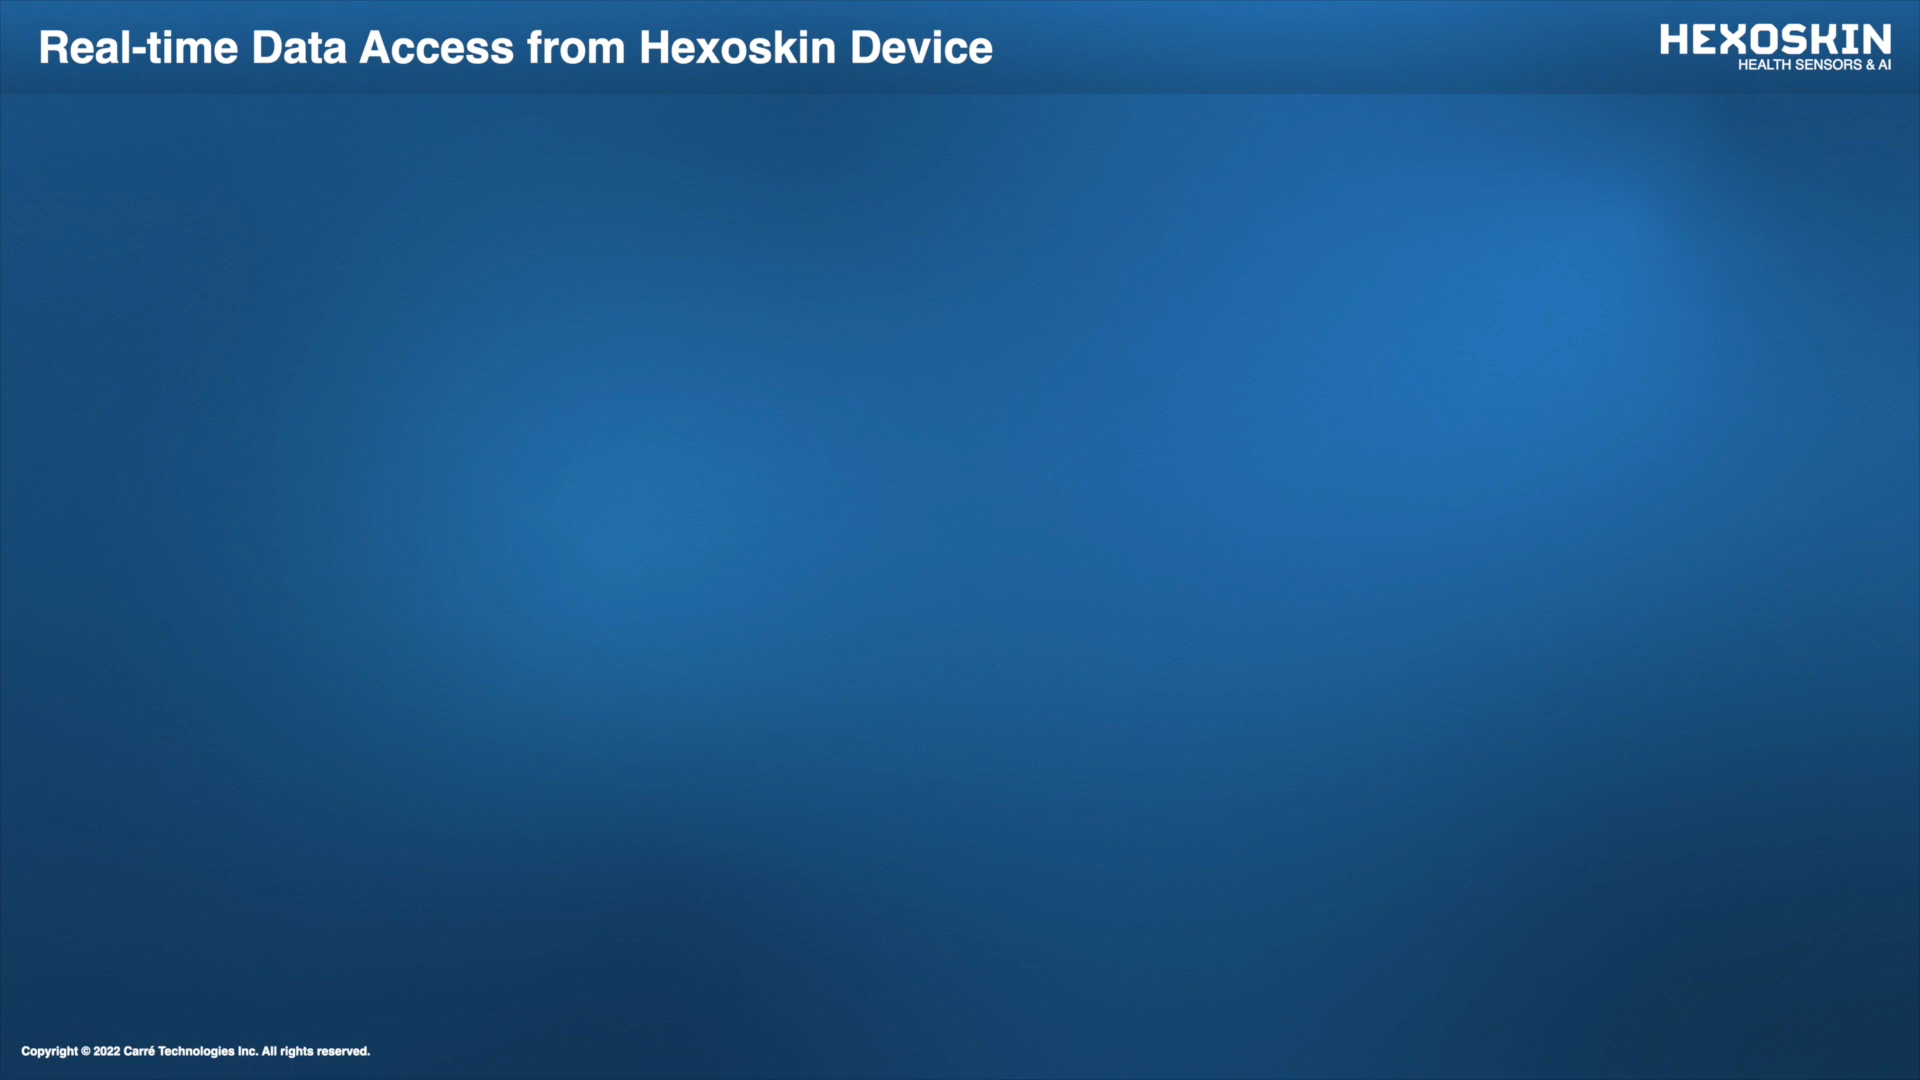 Real-time Data Access from Hexoskin Device
HEXOSKIN
HEALTH SENSORS & AI
Copyright © 2022 Carré Technologies Inc. All rights reserved.